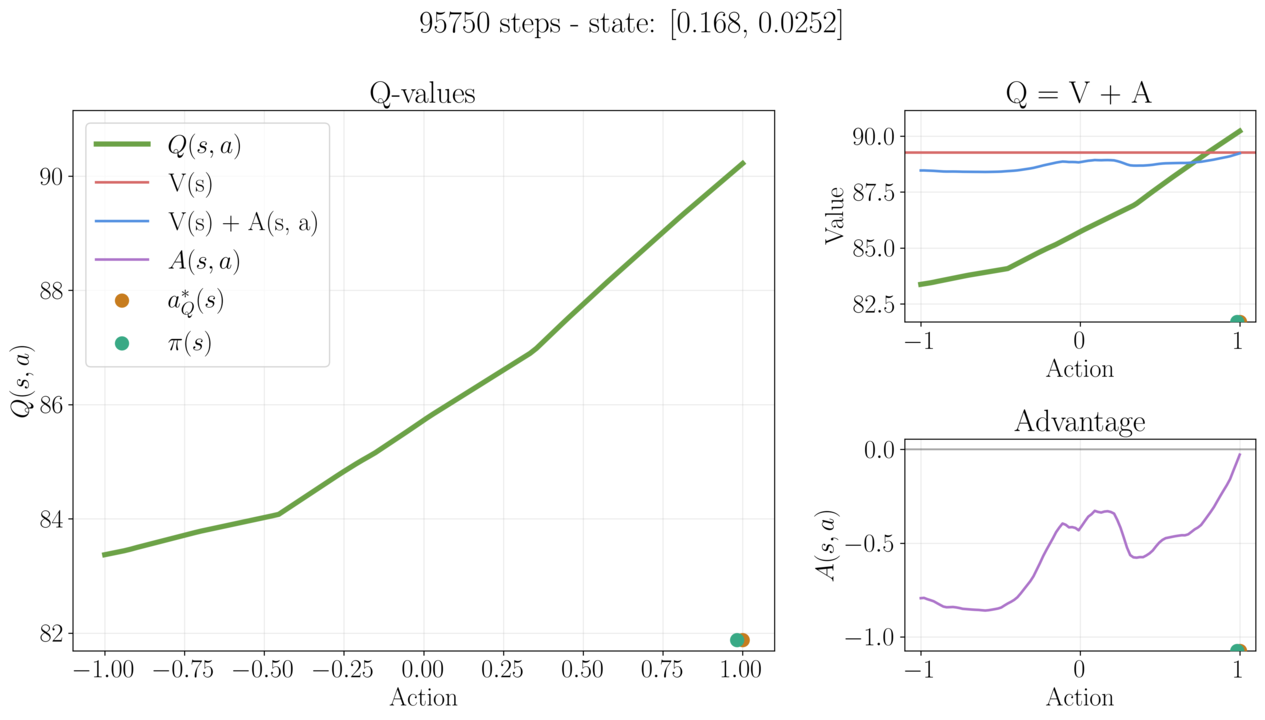 95750 steps - state: [0.168, 0.0252]
Q-values
Q(s, a)
V(s)
V(s) + A(s, a)
A(s, a)
a*Q(s)
π(s)
90
88
86
84
82
Q(s, a)
−1.00 −0.75 −0.50 −0.25 0.00 0.25 0.50 0.75 1.00
Action
Q = V + A
90.0
87.5
85.0
82.5
Value
−1 0 1
Action
Advantage
0.0
−0.5
−1.0
A(s, a)
−1 0 1
Action